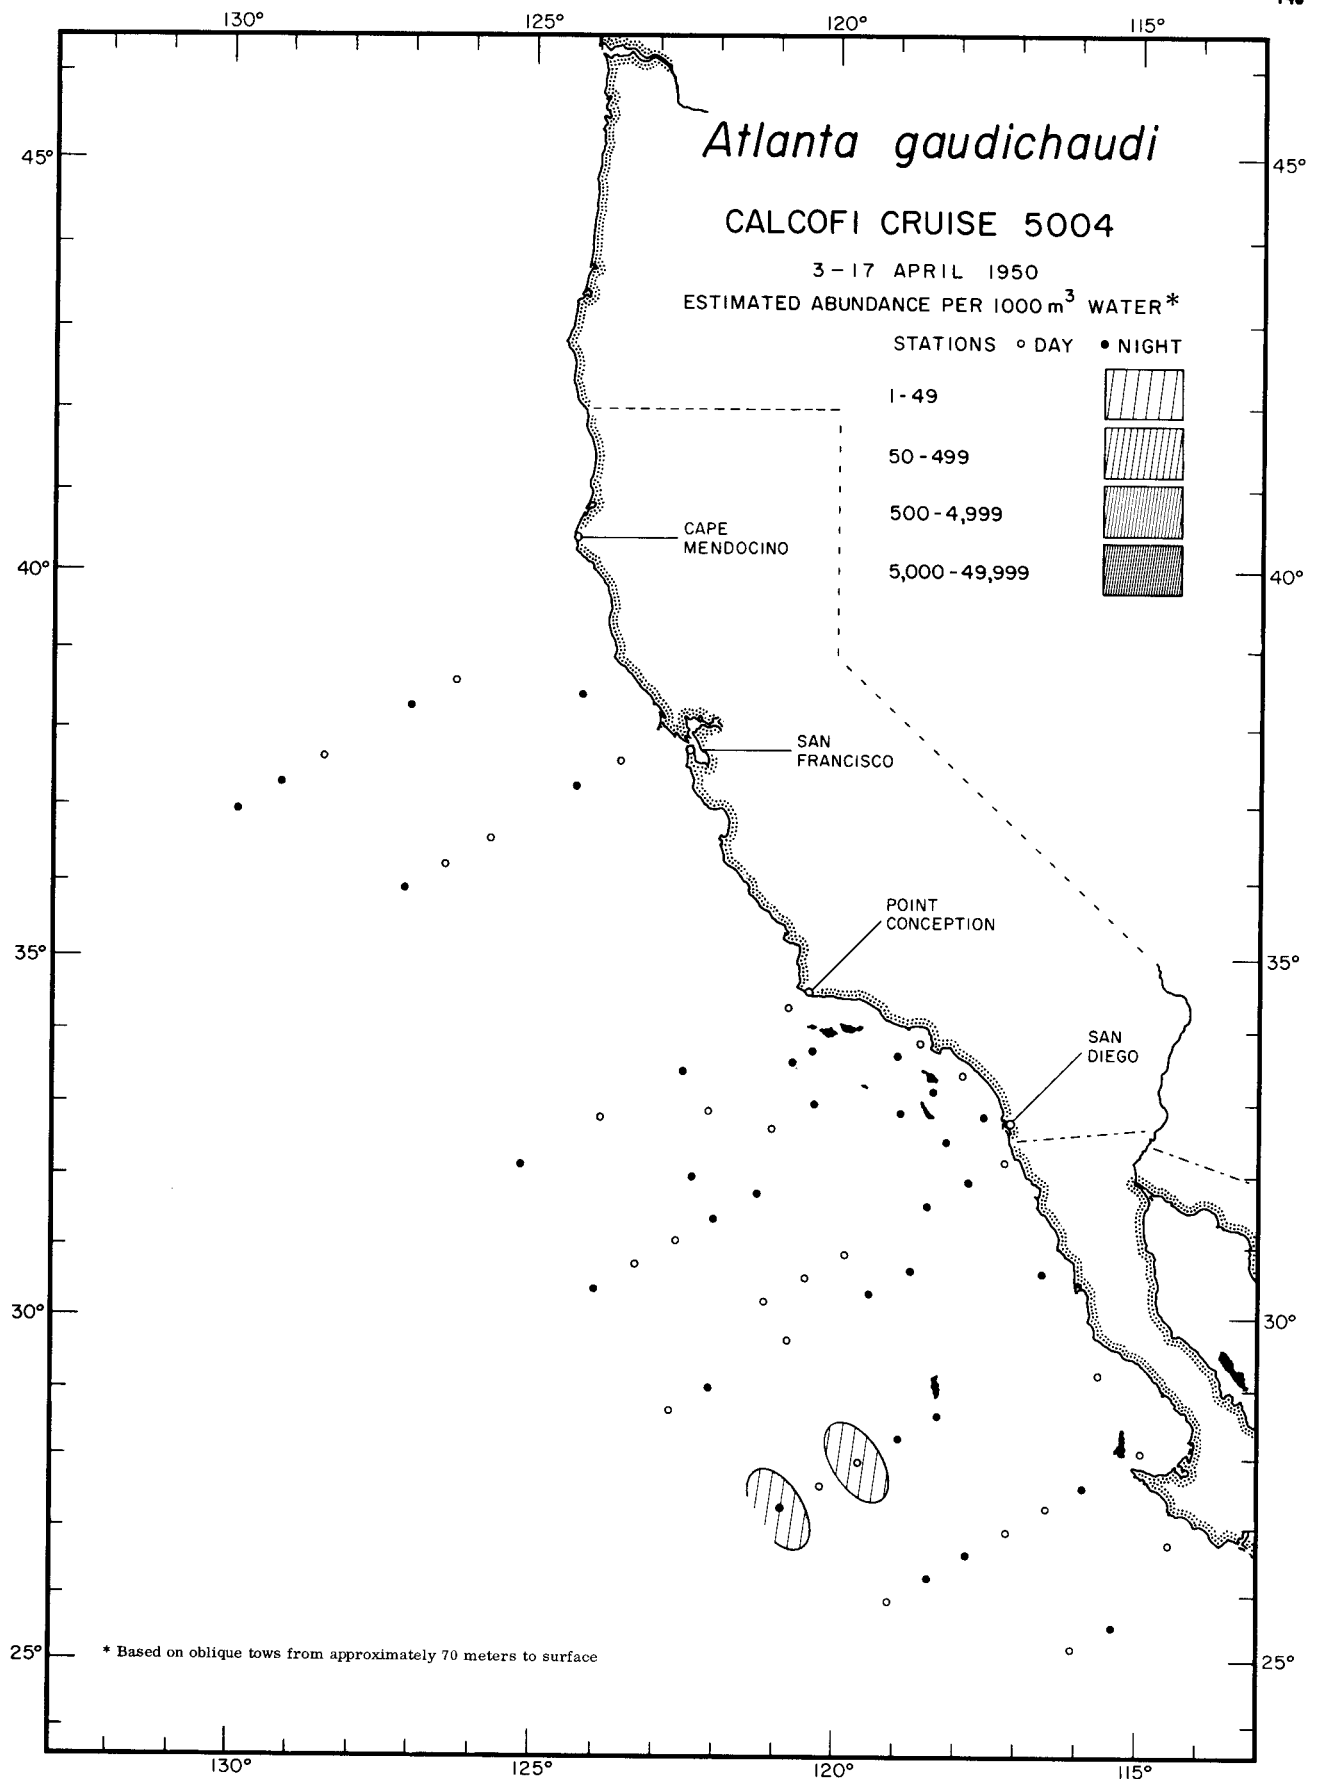 130° 125° 120° 115°
Atlanta gaudichaudi
CALCOFI CRUISE 5004
3-17 APRIL 1950
ESTIMATED ABUNDANCE PER 1000 m³ WATER*
STATIONS ○ DAY ● NIGHT
1-49
50-499
500-4,999
5,000-49,999
45° 45°
CAPE
MENDOCINO
40° 40°
SAN
FRANCISCO
POINT
CONCEPTION
35° 35°
SAN
DIEGO
30° 30°
25° 25°
* Based on oblique tows from approximately 70 meters to surface
130° 125° 120° 115°